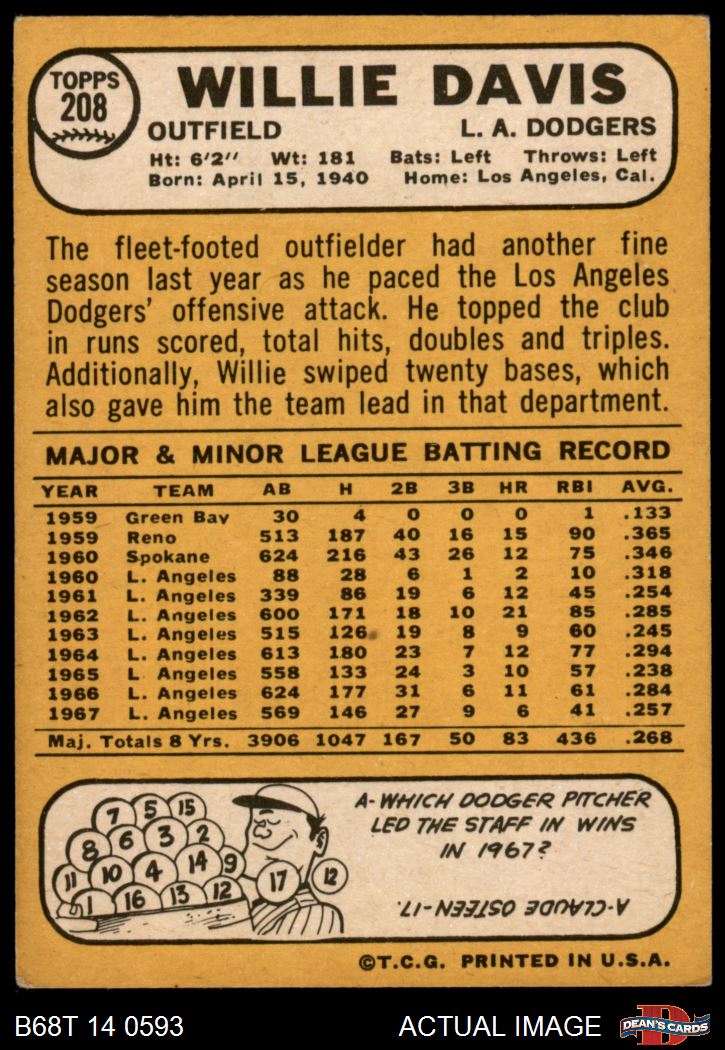 TOPPS
208
WILLIE DAVIS
OUTFIELD L. A. DODGERS
Ht: 6'2" Wt: 181 Bats: Left Throws: Left
Born: April 15, 1940 Home: Los Angeles, Cal.
The fleet-footed outfielder had another fine
season last year as he paced the Los Angeles
Dodgers' offensive attack. He topped the club
in runs scored, total hits, doubles and triples.
Additionally, Willie swiped twenty bases, which
also gave him the team lead in that department.
MAJOR & MINOR LEAGUE BATTING RECORD
YEAR TEAM AB H 2B 3B HR RBI AVG.
1959 Green Bay 30 4 0 0 0 1 .133
1959 Reno 513 187 40 16 15 90 .365
1960 Spokane 624 216 43 26 12 75 .346
1960 L. Angeles 88 28 6 1 2 10 .318
1961 L. Angeles 339 86 19 6 12 45 .254
1962 L. Angeles 600 171 18 10 21 85 .285
1963 L. Angeles 515 126 19 8 9 60 .245
1964 L. Angeles 613 180 23 7 12 77 .294
1965 L Angeles 558 133 24 3 10 57 .238
1966 L. Angeles 624 177 31 6 11 61 .284
1967 L. Angeles 569 146 27 9 6 41 .257
Maj. Totals 8 Yrs. 3906 1047 167 50 83 436 .268
7 5 15
8 6 3 2
11 10 4 14 9
1 16 13 12
17 12
A-WHICH DODGER PITCHER
LED THE STAFF IN WINS
IN 1967?
A-CLAUDE OSTEEN-17.
©T.C.G. PRINTED IN U.S.A.
B68T 14 0593 ACTUAL IMAGE
D
DEAN'S CARDS